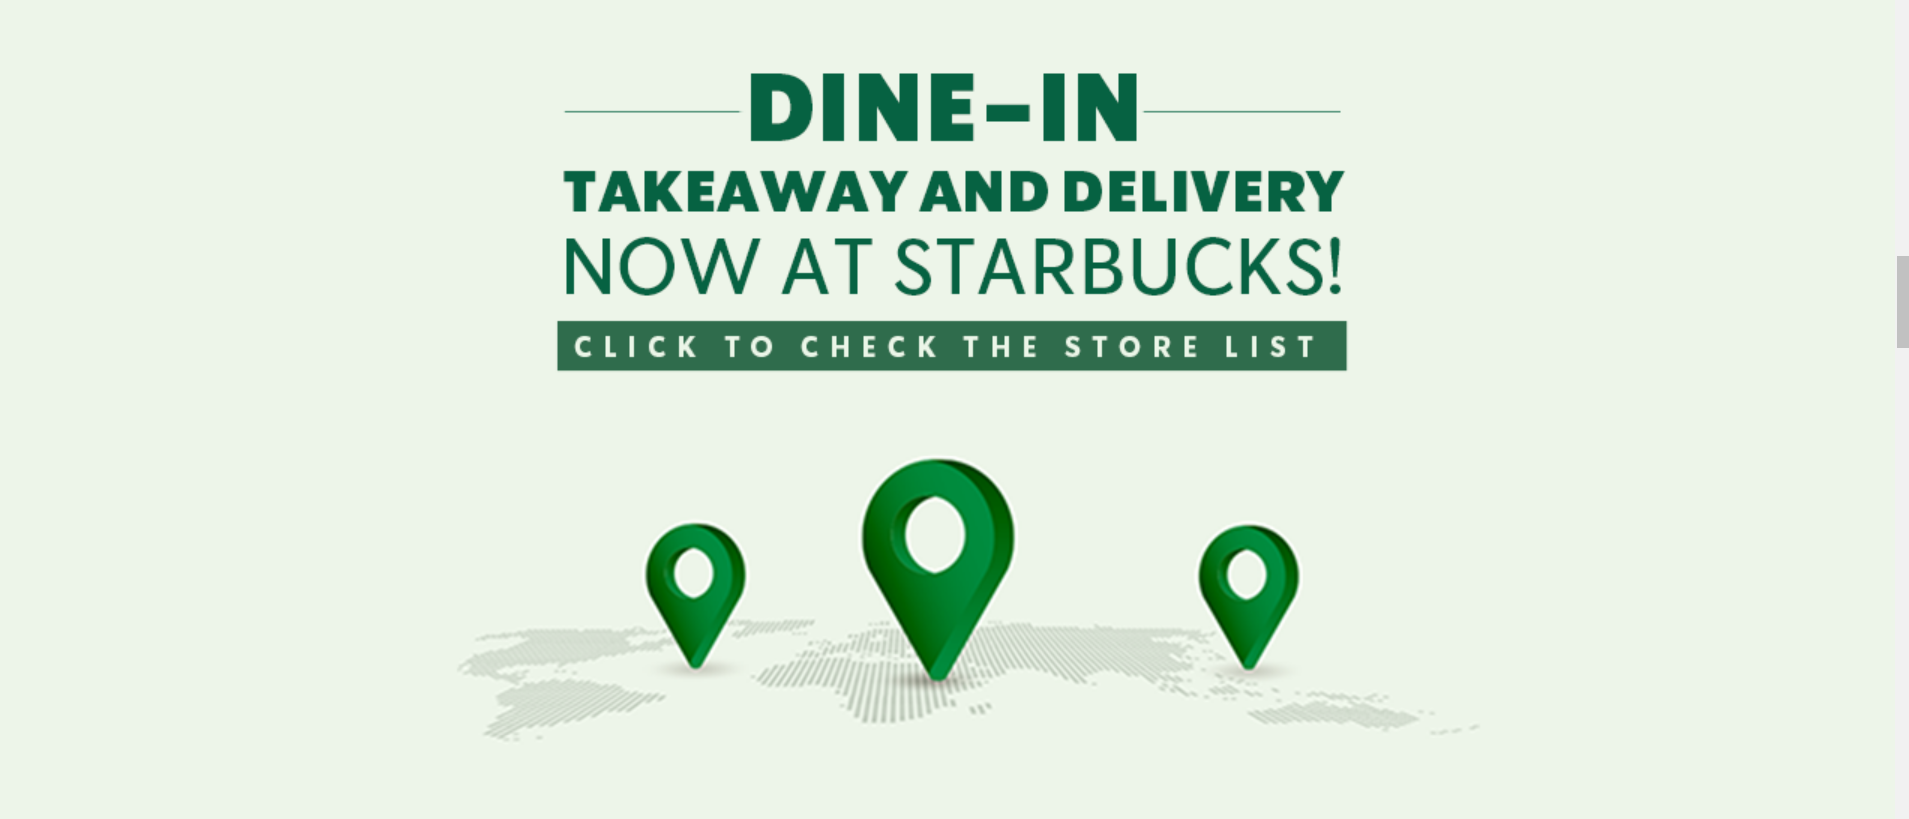 DINE-IN
TAKEAWAY AND DELIVERY
NOW AT STARBUCKS!
CLICK TO CHECK THE STORE LIST